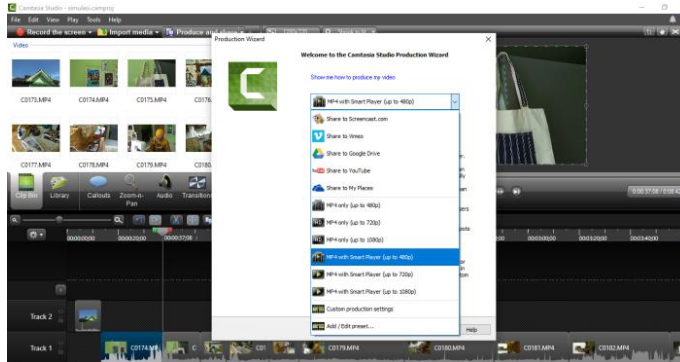 Camtasia Studio - simulasi.camproj
File Edit View Play Tools Help
Record the screen Import media Produce and share
Video
C0173.MP4 C0174.MP4 C0175.MP4 C0176
C0177.MP4 C0178.MP4 C0179.MP4 C0180
Clip Bin Library Callouts Zoom-n-Pan Audio Transition
Production Wizard
Welcome to the Camtasia Studio Production Wizard
Show me how to produce my video
MP4 with Smart Player (up to 480p)
Share to Screencast.com
Share to Vimeo
Share to Google Drive
Share to YouTube
Share to My Places
MP4 only (up to 480p)
MP4 only (up to 720p)
MP4 only (up to 1080p)
MP4 with Smart Player (up to 480p)
MP4 with Smart Player (up to 720p)
MP4 with Smart Player (up to 1080p)
Custom production settings
Add / Edit preset...
Help
Track 2
Track 1
C0174.MP4 C C01 C0179.MP4 C0180.MP4 C0181.MP4 C0182.MP4